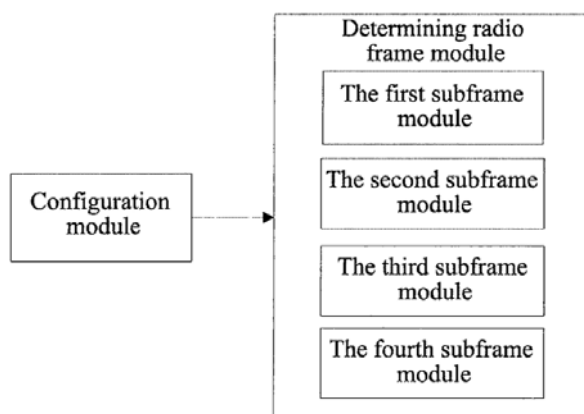 Determining radio
frame module
The first subframe
module
The second subframe
module
Configuration
module
The third subframe
module
The fourth subframe
module